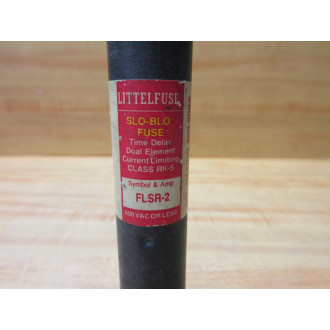 LITTELFUSE
SLO-BLO
FUSE
Time Delay
Dual Element
Current Limiting
CLASS RK-5
Symbol & Amp
FLSR-2
600 VAC OR LESS